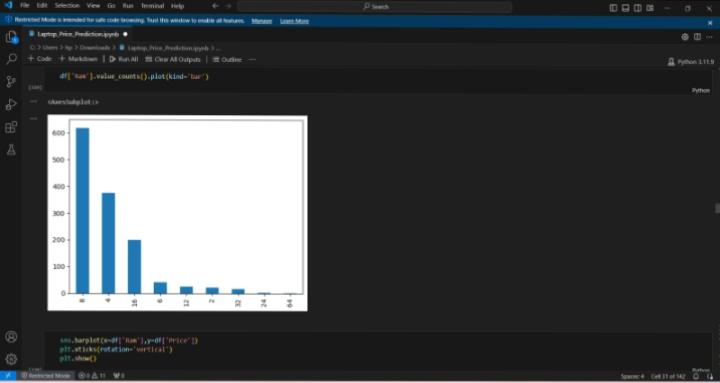 File Edit Selection View Go Run Terminal Help
Search
Restricted Mode is intended for safe code browsing. Trust this window to enable all features. Manage Learn More
Laptop_Price_Prediction.ipynb
C: > Users > hp > Downloads > Laptop_Price_Prediction.ipynb > ...
+ Code + Markdown Run All Clear All Outputs Outline ...
Python 3.11.9
df['Ram'].value_counts().plot(kind='bar')
Python
<AxesSubplot:>
600
500
400
300
200
100
0
8 4 16 6 12 2 32 24 64
sns.barplot(x=df['Ram'],y=df['Price'])
plt.xticks(rotation='vertical')
plt.show()
Python
Restricted Mode 0 11 0 Spaces: 4 Cell 31 of 142